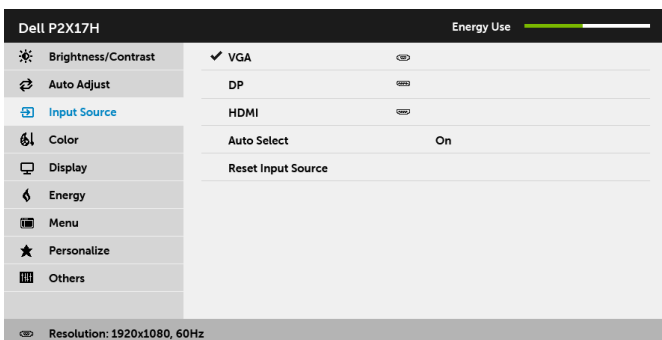 Dell P2X17H
Energy Use
Brightness/Contrast
VGA
Auto Adjust
DP
Input Source
HDMI
Color
Auto Select
On
Display
Reset Input Source
Energy
Menu
Personalize
Others
Resolution: 1920x1080, 60Hz